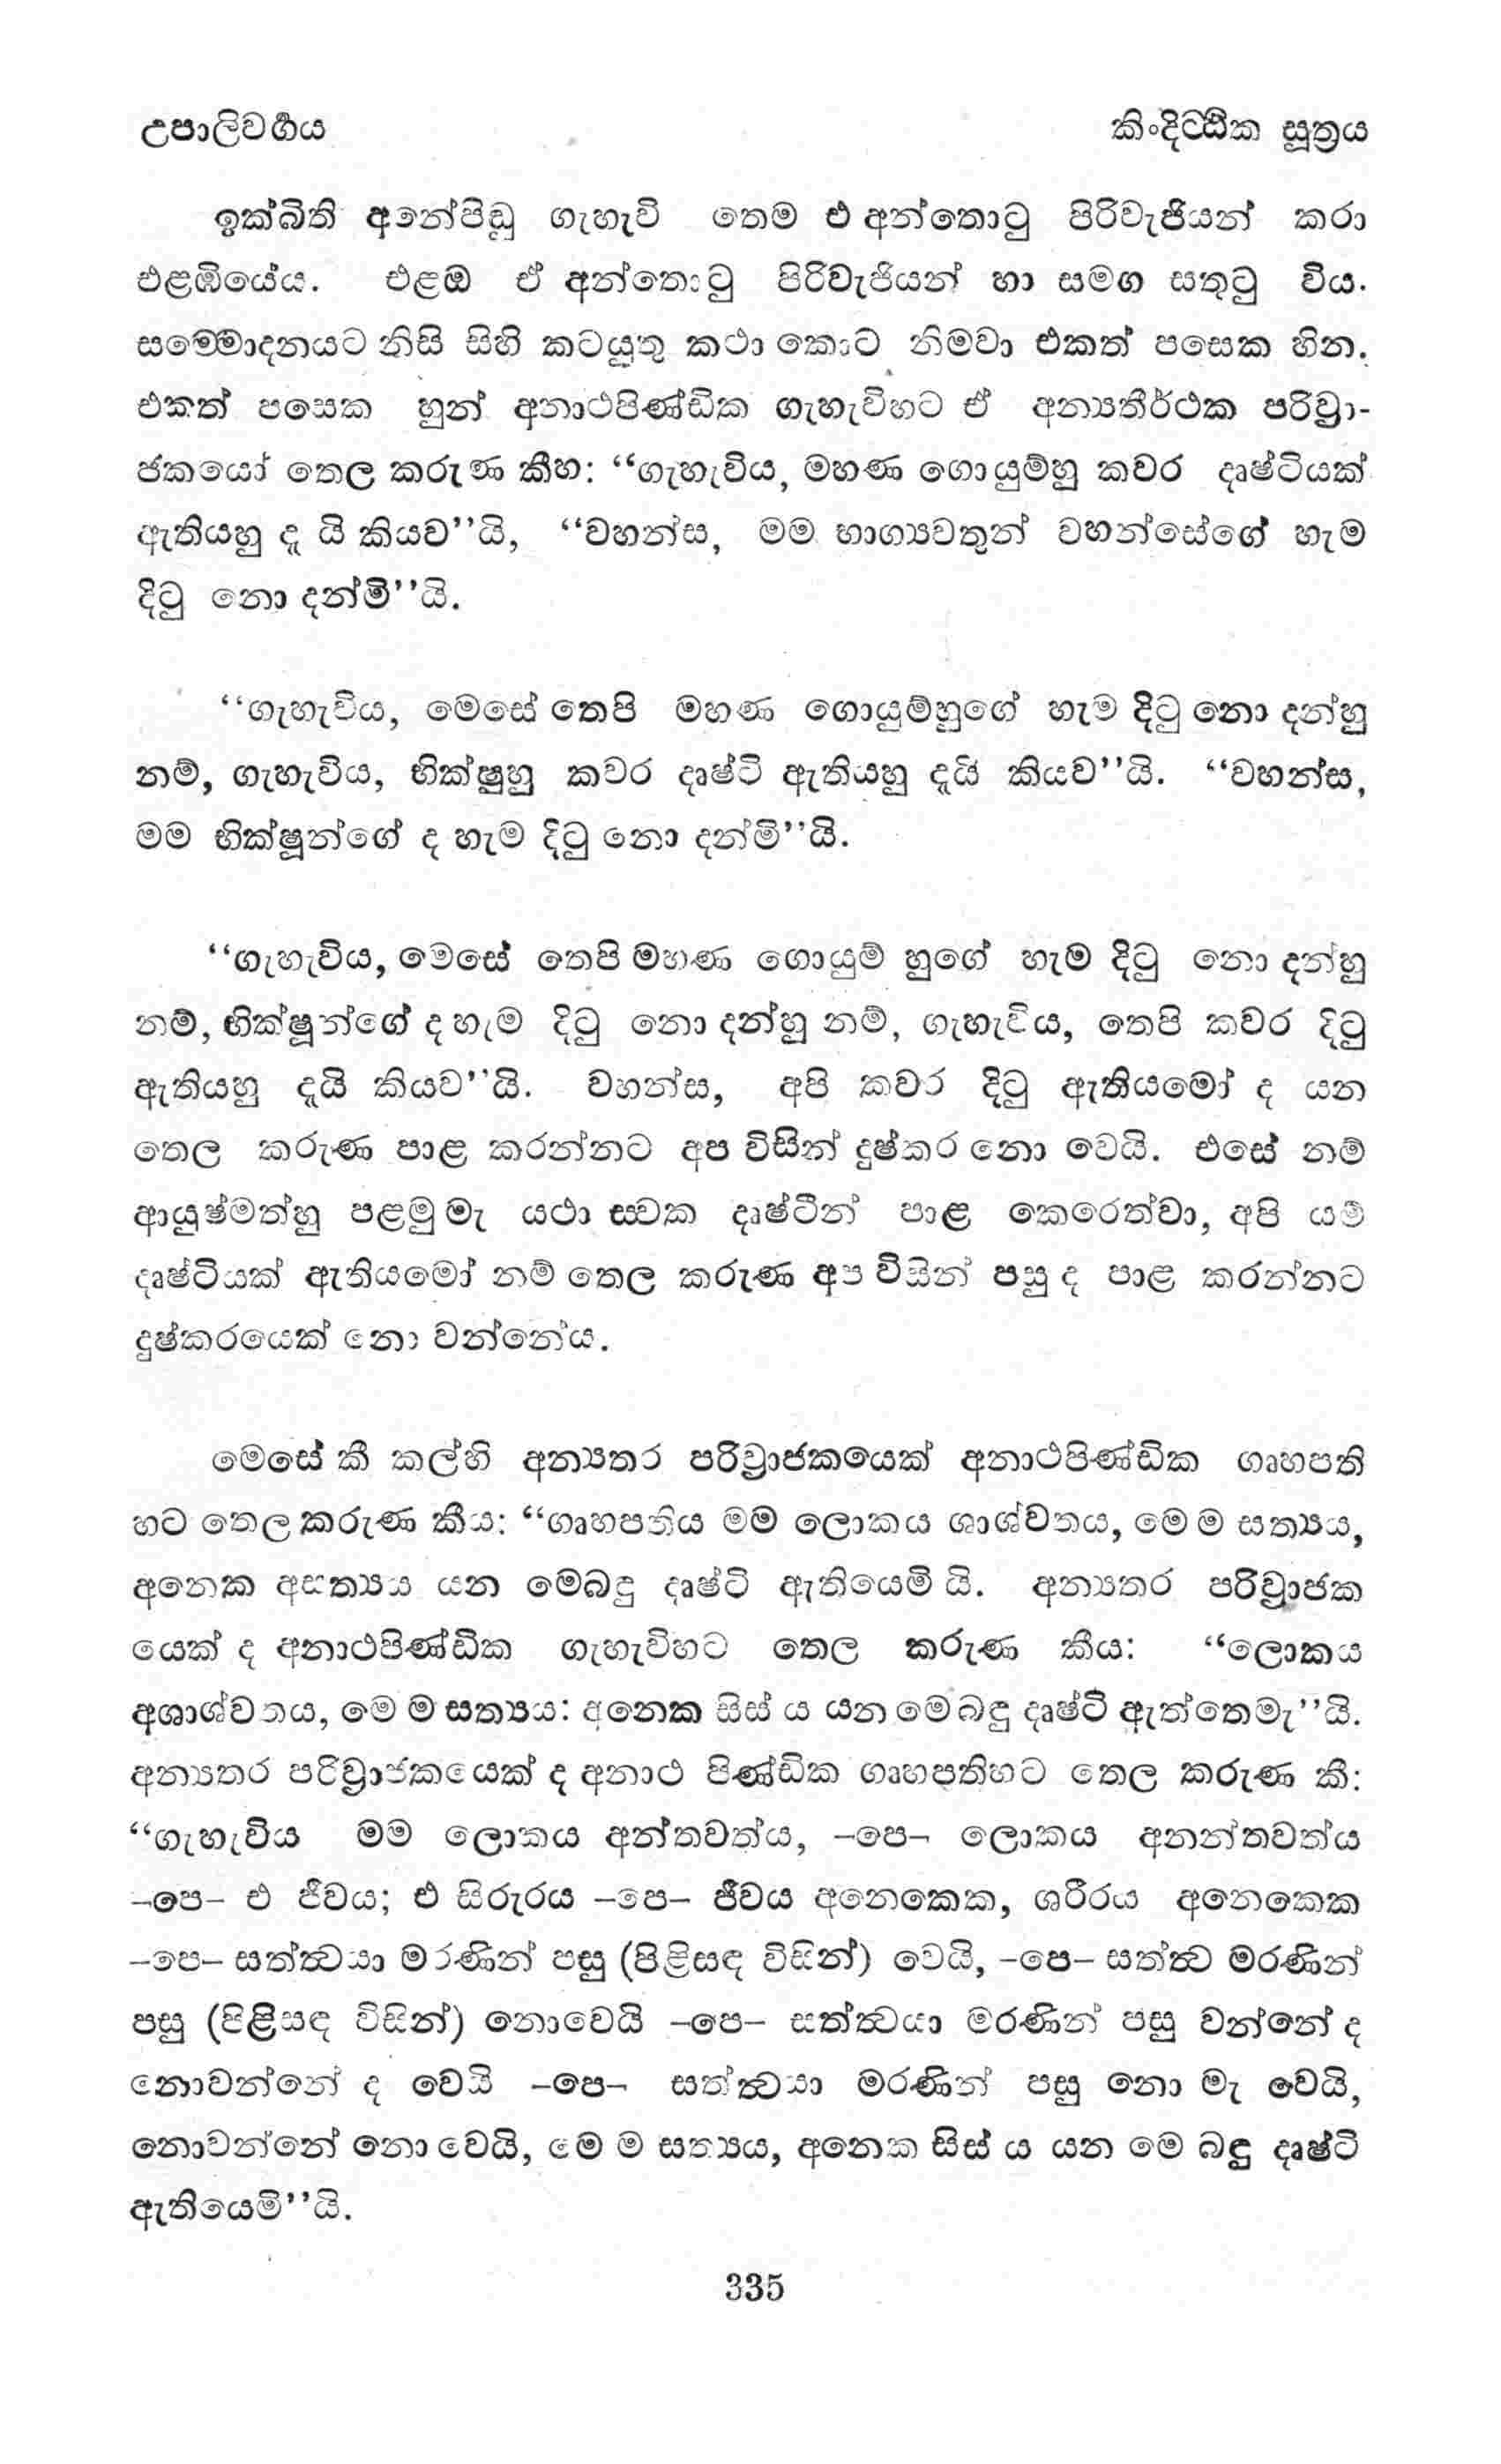 උපාලිවර්‍ගය
කිංදිට්ඨික සූත්‍රය
ඉක්බිති අනේපිඬු ගැහැවි තෙම එ අන්තොටු පිරිවැජියන් කරා
එළඹියේය. එළඹ ඒ අන්තොටු පිරිවැජියන් හා සමග සතුටු විය.
සම්මොදනයට නිසි සිහි කටයුතු කථා කොට නිමවා එකත් පසෙක හින.
එකත් පසෙක හුන් අනාථපිණ්ඩික ගැහැවිහට ඒ අන්‍යතීර්ථක පරිව්‍රා-
ජකයෝ තෙල කරුණ කීහ: “ගැහැවිය, මහණ ගොයුම්හු කවර දෘෂ්ටියක්
ඇතියහු ද යි කියව”යි, “වහන්ස, මම භාග්‍යවතුන් වහන්සේගේ හැම
දිටු නො දන්මි”යි.
“ගැහැවිය, මෙසේ තෙපි මහණ ගොයුම්හුගේ හැම දිටු නො දන්හු
නම්, ගැහැවිය, භික්ෂුහු කවර දෘෂ්ටි ඇතියහු දැයි කියව”යි. “වහන්ස,
මම භික්ෂූන්ගේ ද හැම දිටු නො දන්මි”යි.
“ගැහැවිය, මෙසේ තෙපි මහණ ගොයුම් හුගේ හැම දිටු නො දන්හු
නම්, භික්ෂූන්ගේ ද හැම දිටු නො දන්හු නම්, ගැහැවිය, තෙපි කවර දිටු
ඇතියහු දැයි කියව”යි. වහන්ස, අපි කවර දිටු ඇතියමෝ ද යන
තෙල කරුණ පාළ කරන්නට අප විසින් දුෂ්කර නො වෙයි. එසේ නම්
ආයුෂ්මත්හු පළමු මැ යථා ස්වක දෘෂ්ටීන් පාළ කෙරෙත්වා, අපි යම්
දෘෂ්ටියක් ඇතියමෝ නම් තෙල කරුණ අප විසින් පසු ද පාළ කරන්නට
දුෂ්කරයෙක් නො වන්නේය.
මෙසේ කී කල්හි අන්‍යතර පරිව්‍රාජකයෙක් අනාථපිණ්ඩික ගෘහපති
හට තෙල කරුණ කීය: “ගෘහපතිය මම ලොකය ශාශ්වතය, මෙ ම සත්‍යය,
අනෙක අසත්‍යය යන මෙබඳු දෘෂ්ටි ඇතියෙමි යි. අන්‍යතර පරිව්‍රාජක
යෙක් ද අනාථපිණ්ඩික ගැහැවිහට තෙල කරුණ කීය: “ලොකය
අශාශ්වතය, මෙ ම සත්‍යය: අනෙක සිස් ය යන මෙ බඳු දෘෂ්ටි ඇත්තෙමැ”යි.
අන්‍යතර පරිව්‍රාජකයෙක් ද අනාථ පිණ්ඩික ගෘහපතිහට තෙල කරුණ කී:
“ගැහැවිය මම ලොකය අන්තවත්ය, –පෙ– ලොකය අනන්තවත්ය
–පෙ– එ ජීවය; එ සිරුරය –පෙ– ජීවය අනෙකෙක, ශරීරය අනෙකෙක
–පෙ– සත්ත්‍වයා මරණින් පසු (පිළිසඳ විසින්) වෙයි, –පෙ– සත්ත්‍ව මරණින්
පසු (පිළිසඳ විසින්) නොවෙයි –පෙ– සත්ත්‍වයා මරණින් පසු වන්නේ ද
නොවන්නේ ද වෙයි –පෙ– සත්ත්‍වයා මරණින් පසු නො මැ වෙයි,
නොවන්නේ නො වෙයි, මෙ ම සත්‍යය, අනෙක සිස් ය යන මෙ බඳු දෘෂ්ටි
ඇතියෙමි”යි.
335